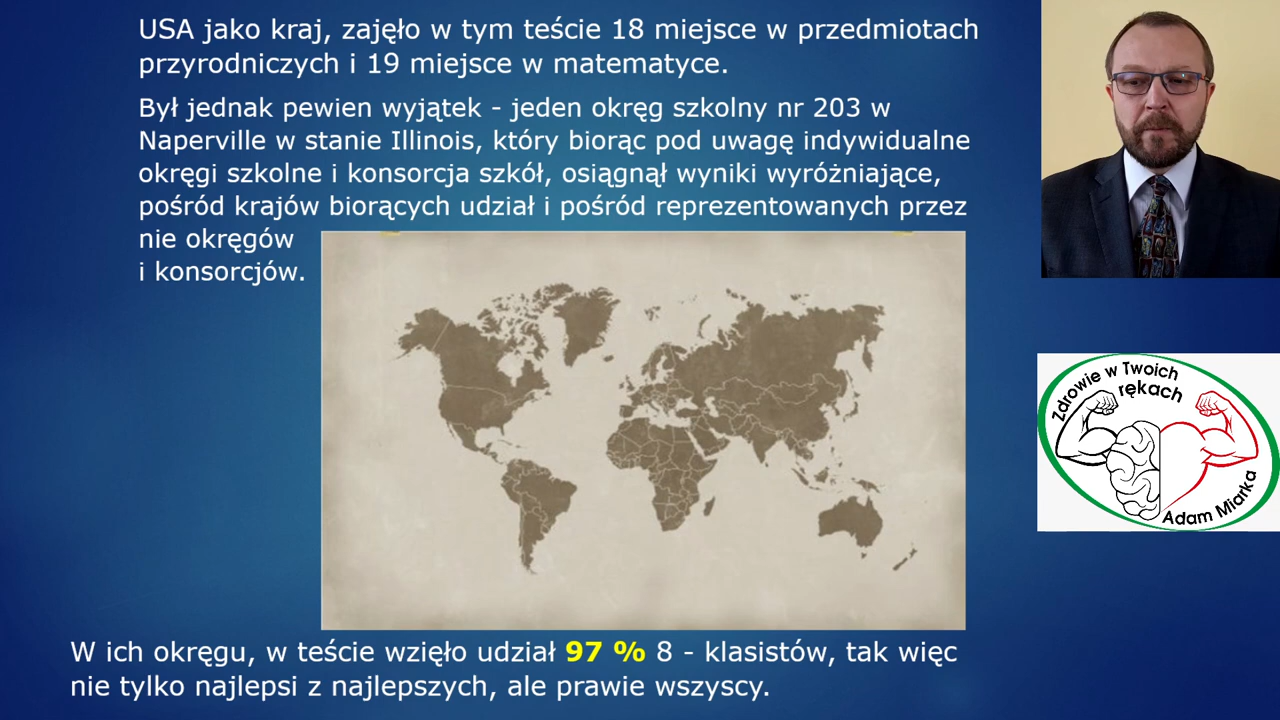 USA jako kraj, zajęło w tym teście 18 miejsce w przedmiotach
przyrodniczych i 19 miejsce w matematyce.
Był jednak pewien wyjątek - jeden okręg szkolny nr 203 w
Naperville w stanie Illinois, który biorąc pod uwagę indywidualne
okręgi szkolne i konsorcja szkół, osiągnął wyniki wyróżniające,
pośród krajów biorących udział i pośród reprezentowanych przez
nie okręgów
i konsorcjów.
W ich okręgu, w teście wzięło udział 97 % 8 - klasistów, tak więc
nie tylko najlepsi z najlepszych, ale prawie wszyscy.
Zdrowie w Twoich
rękach
Adam Miarka